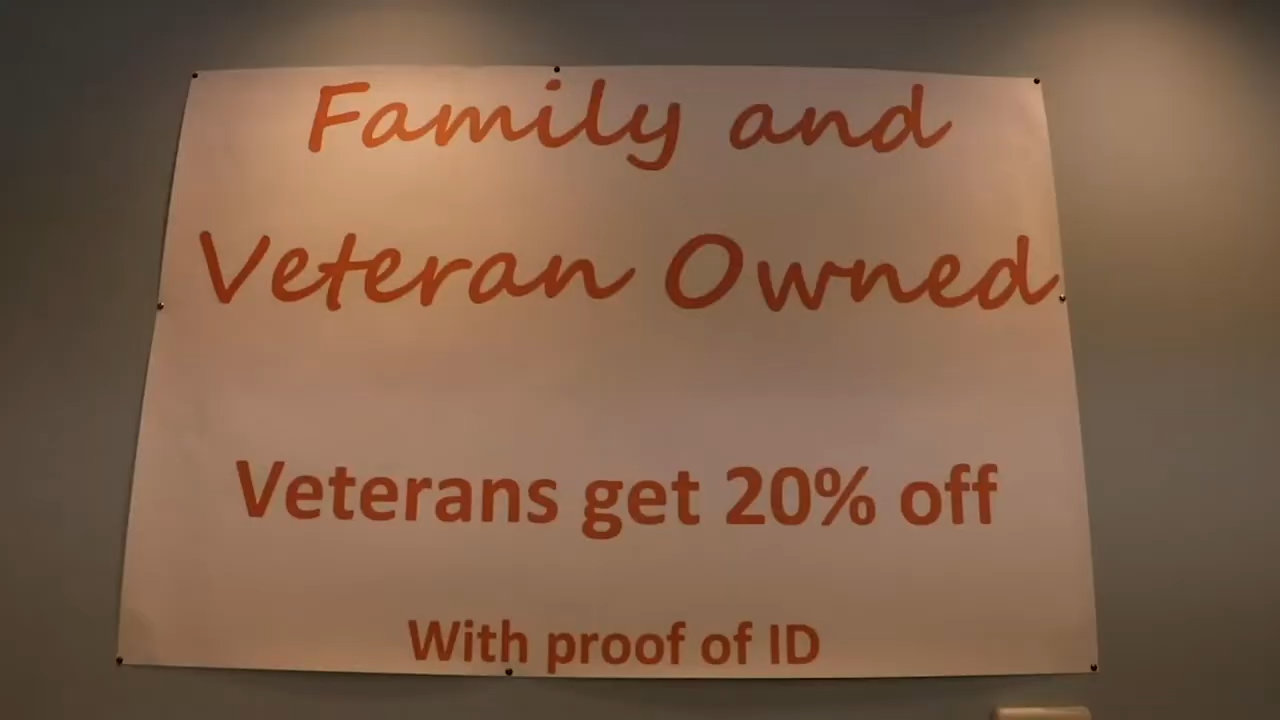 Family and
Veteran Owned
Veterans get 20% off
With proof of ID